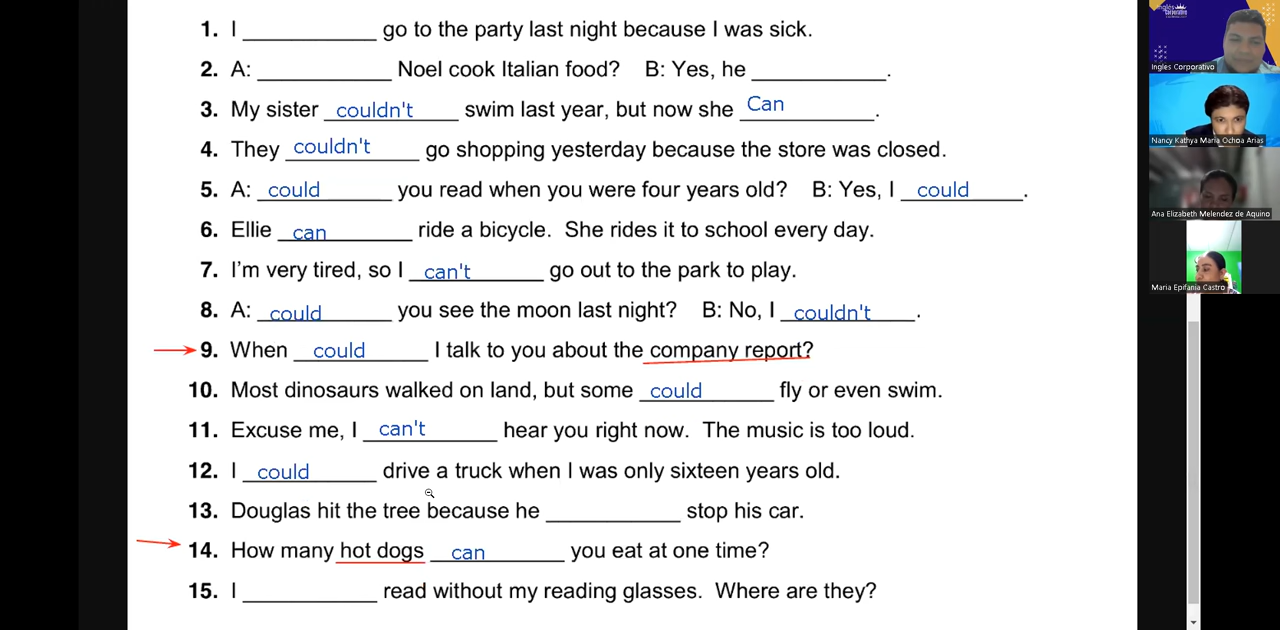 1. I ____________ go to the party last night because I was sick.
2. A: ____________ Noel cook Italian food? B: Yes, he ____________.
3. My sister couldn't swim last year, but now she Can.
4. They couldn't go shopping yesterday because the store was closed.
5. A: could you read when you were four years old? B: Yes, I could.
6. Ellie can ride a bicycle. She rides it to school every day.
7. I'm very tired, so I can't go out to the park to play.
8. A: could you see the moon last night? B: No, I couldn't.
9. When could I talk to you about the company report?
10. Most dinosaurs walked on land, but some could fly or even swim.
11. Excuse me, I can't hear you right now. The music is too loud.
12. I could drive a truck when I was only sixteen years old.
13. Douglas hit the tree because he ____________ stop his car.
14. How many hot dogs can you eat at one time?
15. I ____________ read without my reading glasses. Where are they?
Inglés Corporativo
Ingles Corporativo
Nancy Kathya Maria Ochoa Arias
Ana Elizabeth Melendez de Aquino
Maria Epifania Castro